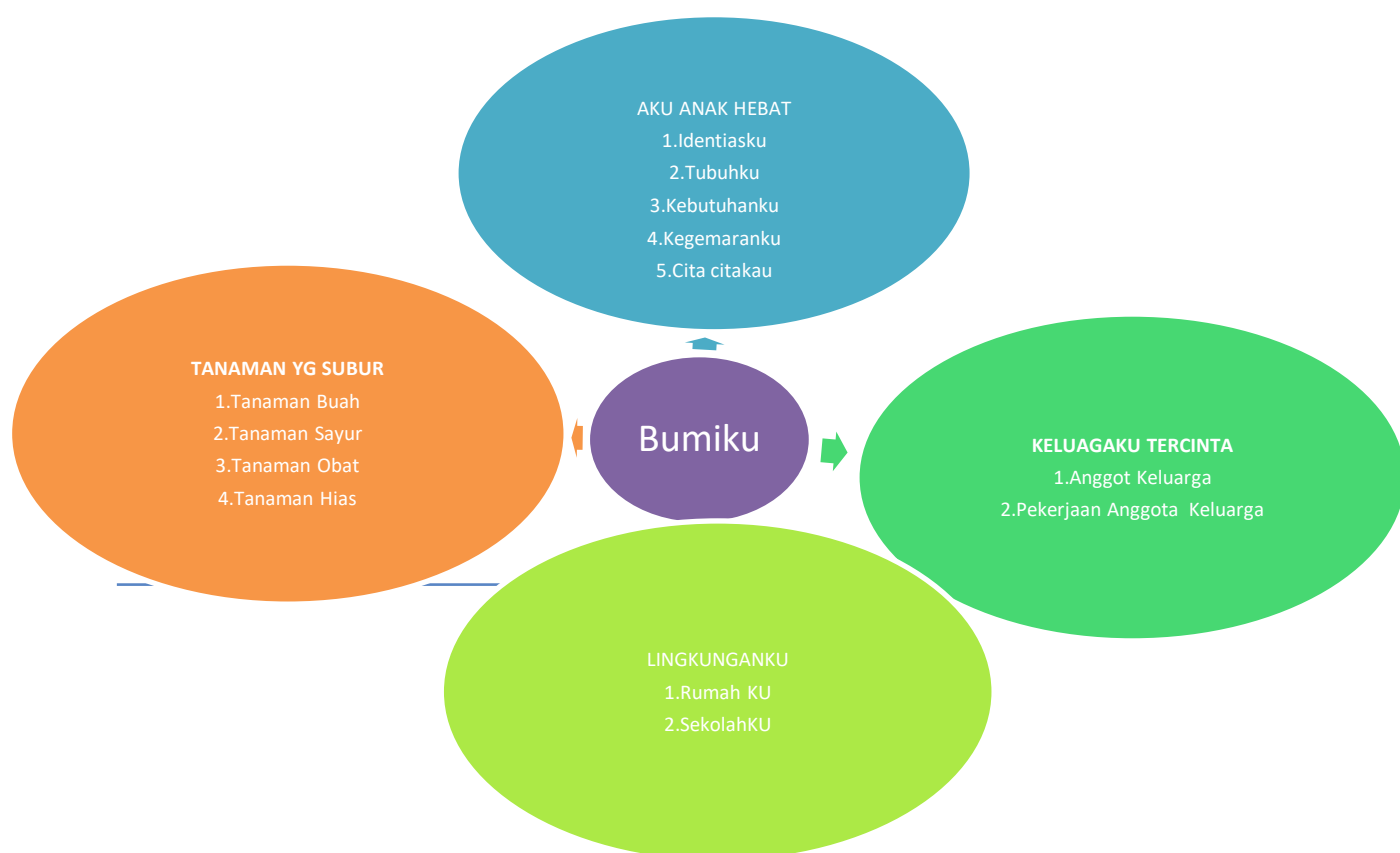 AKU ANAK HEBAT
1.Identiasku
2.Tubuhku
3.Kebutuhanku
4.Kegemaranku
5.Cita citakau
TANAMAN YG SUBUR
1.Tanaman Buah
2.Tanaman Sayur
3.Tanaman Obat
4.Tanaman Hias
Bumiku
KELUAGAKU TERCINTA
1.Anggot Keluarga
2.Pekerjaan Anggota Keluarga
LINGKUNGANKU
1.Rumah KU
2.SekolahKU